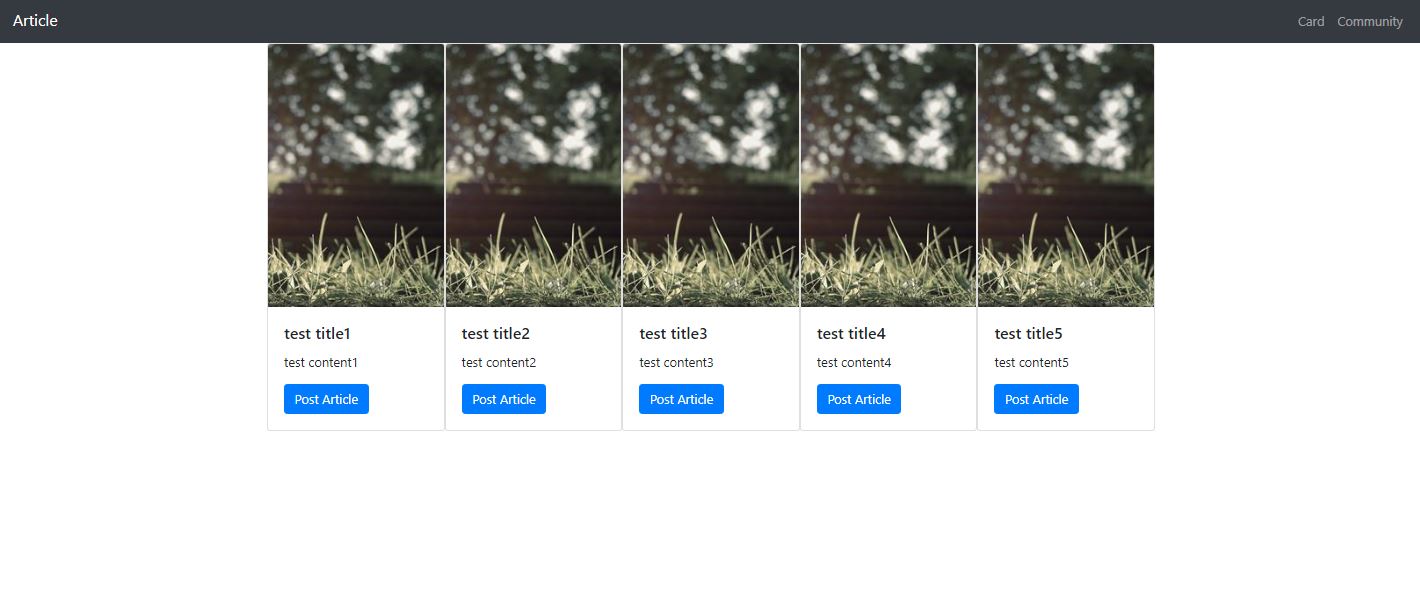 Article
Card Community
test title1
test content1
Post Article
test title2
test content2
Post Article
test title3
test content3
Post Article
test title4
test content4
Post Article
test title5
test content5
Post Article